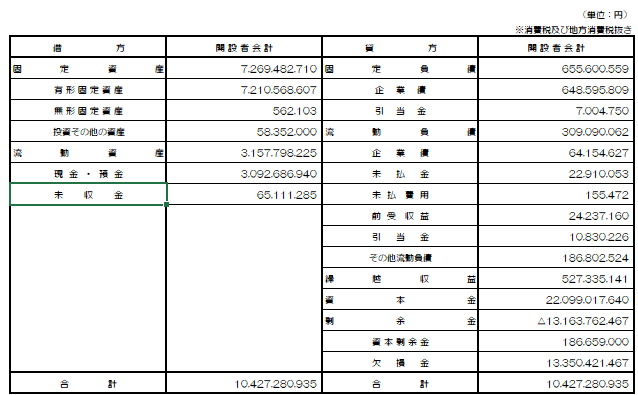 （単位：円）
※消費税及び地方消費税抜き
借 方 開設者会計 貸 方 開設者会計
固 定 資 産 7.269.482.710 固 定 負 債 655.600.559
有形固定資産 7.210.568.607 企 業 債 648.595.809
無形固定資産 562.103 引 当 金 7.004.750
投資その他の資産 58.352.000 流 動 負 債 309.090.062
流 動 資 産 3.157.798.225 企 業 債 64.154.627
現 金 ・ 預 金 3.092.686.940 未 払 金 22.910.053
未 収 金 65.111.285 未 払 費 用 155.472
前 受 収 益 24.237.160
引 当 金 10.830.226
その他流動負債 186.802.524
繰 越 収 益 527.335.141
資 本 金 22.099.017.640
剰 余 金 △13.163.762.467
資本剰余金 186.659.000
欠 損 金 13.350.421.467
合 計 10.427.280.935 合 計 10.427.280.935